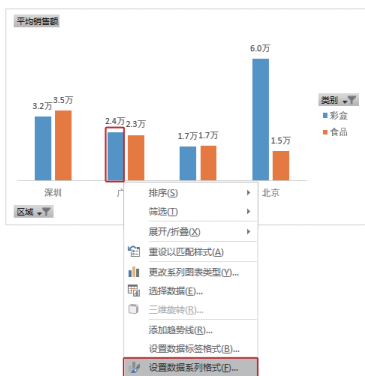 平均销售额
6.0万
3.2万
3.5万
2.4万
2.3万
1.7万
1.7万
1.5万
类别
彩盒
食品
深圳
北京
区域
排序(S)
筛选(T)
展开/折叠(X)
重设以匹配样式(A)
更改系列图表类型(Y)...
选择数据(E)...
三维旋转(R)...
添加趋势线(R)...
设置数据标签格式(B)...
设置数据系列格式(F)...